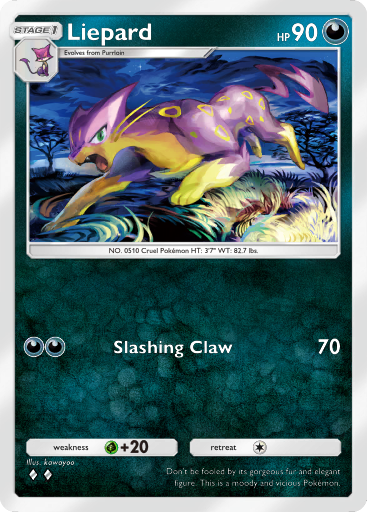 STAGE 1
Liepard
HP 90
Evolves from Purrloin
NO. 0510 Cruel Pokémon HT: 3'7" WT: 82.7 lbs.
Slashing Claw 70
weakness +20
retreat
Illus. kawayoo
Don't be fooled by its gorgeous fur and elegant
figure. This is a moody and vicious Pokémon.